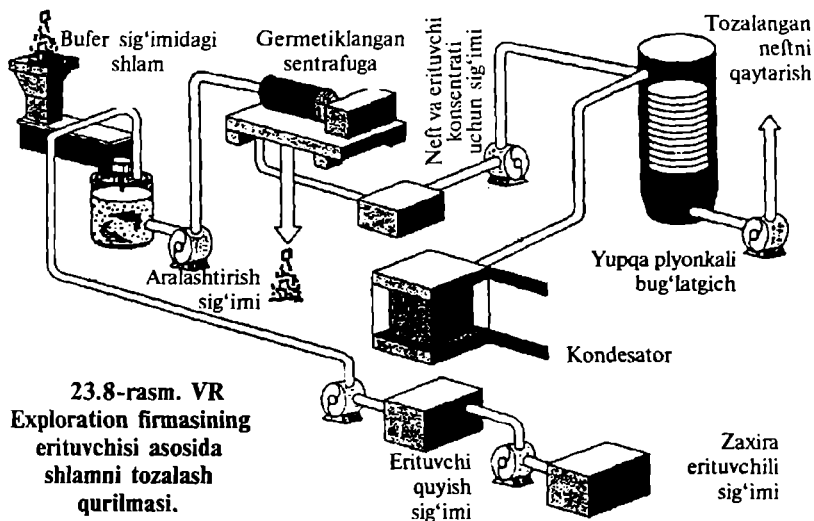 Bufer sig‘imidagi
shlam
Germetiklangan
sentrafuga
Neft va erituvchi
konsentrati
uchun sig‘imi
Tozalangan
neftni
qaytarish
Aralashtirish
sig‘imi
Yupqa plyonkali
bug‘latgich
Kondesator
23.8-rasm. VR
Exploration firmasining
erituvchisi asosida
shlamni tozalash
qurilmasi.
Erituvchi
quyish
sig‘imi
Zaxira
erituvchili
sig‘imi